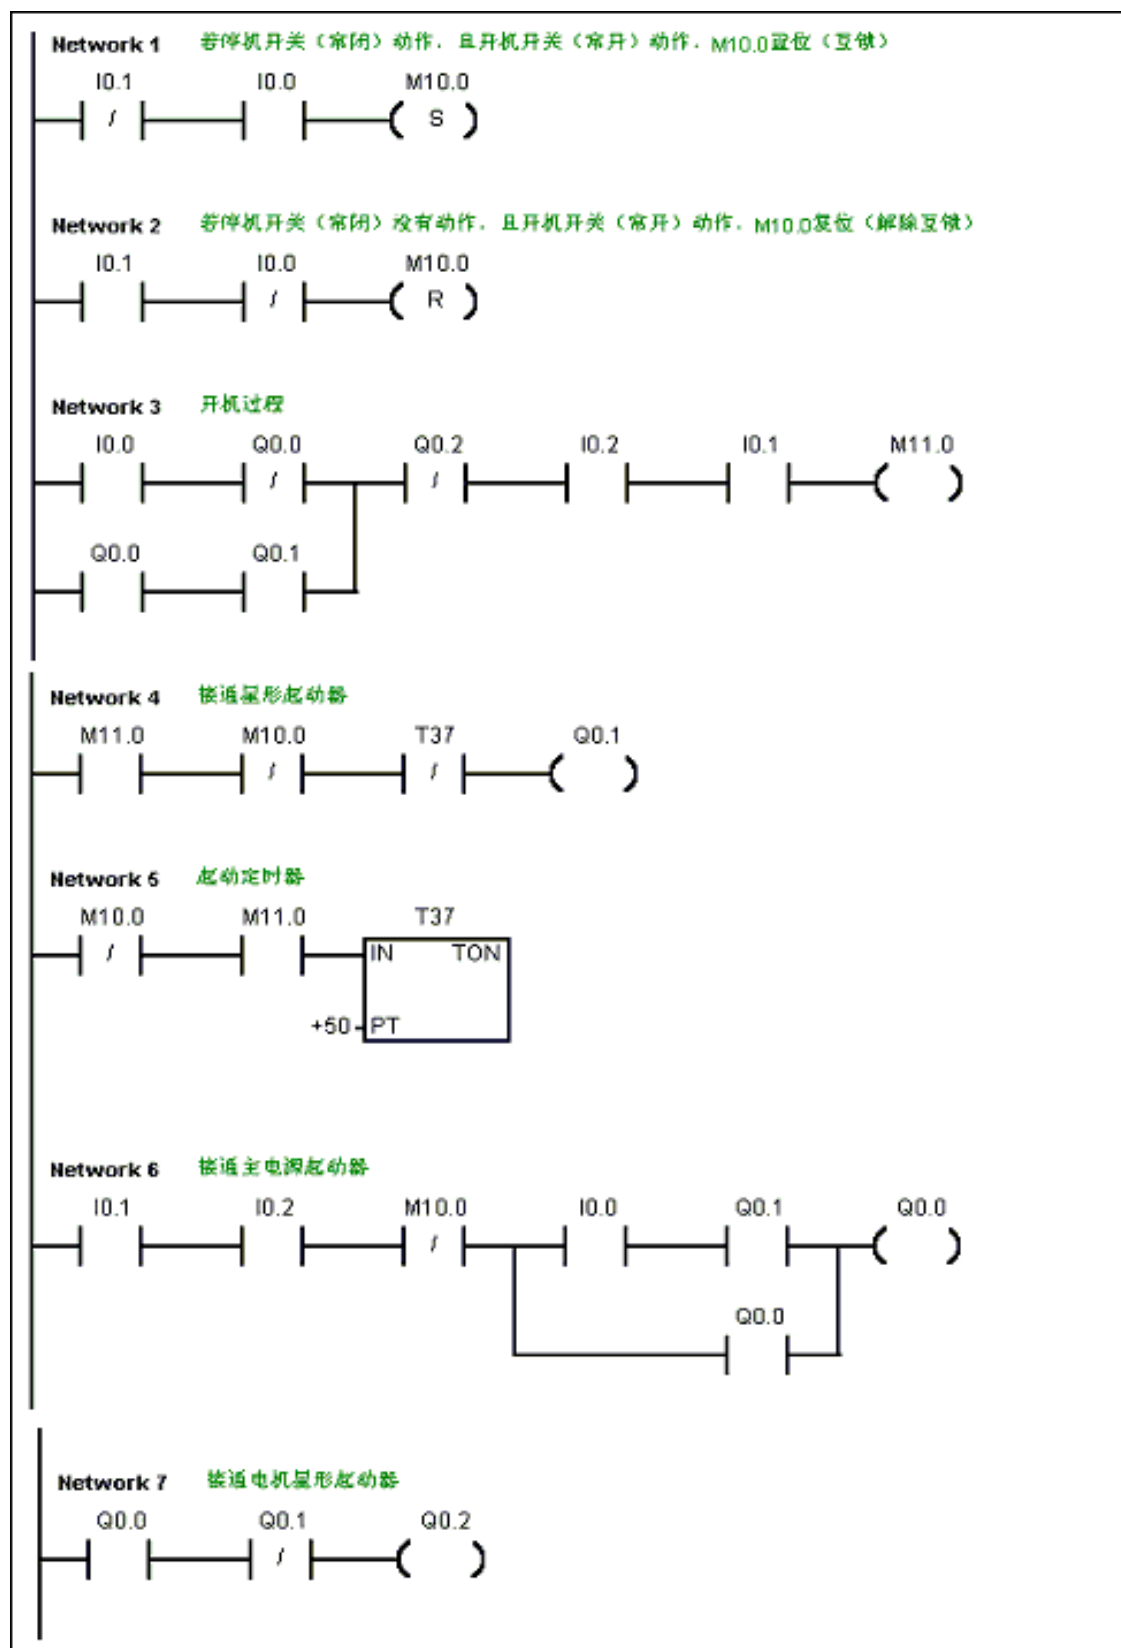 Network 1 若停机开关（常闭）动作，且开机开关（常开）动作，M10.0置位（互锁）
I0.1 I0.0 M10.0
/ S
Network 2 若停机开关（常闭）没有动作，且开机开关（常开）动作，M10.0复位（解除互锁）
I0.1 I0.0 M10.0
/ R
Network 3 开机过程
I0.0 Q0.0 Q0.2 I0.2 I0.1 M11.0
/ /
Q0.0 Q0.1
Network 4 接通星形起动器
M11.0 M10.0 T37 Q0.1
/ /
Network 5 起动定时器
M10.0 M11.0 T37
/ IN TON
+50 PT
Network 6 接通主电源起动器
I0.1 I0.2 M10.0 I0.0 Q0.1 Q0.0
/
Q0.0
Network 7 接通电机星形起动器
Q0.0 Q0.1 Q0.2
/